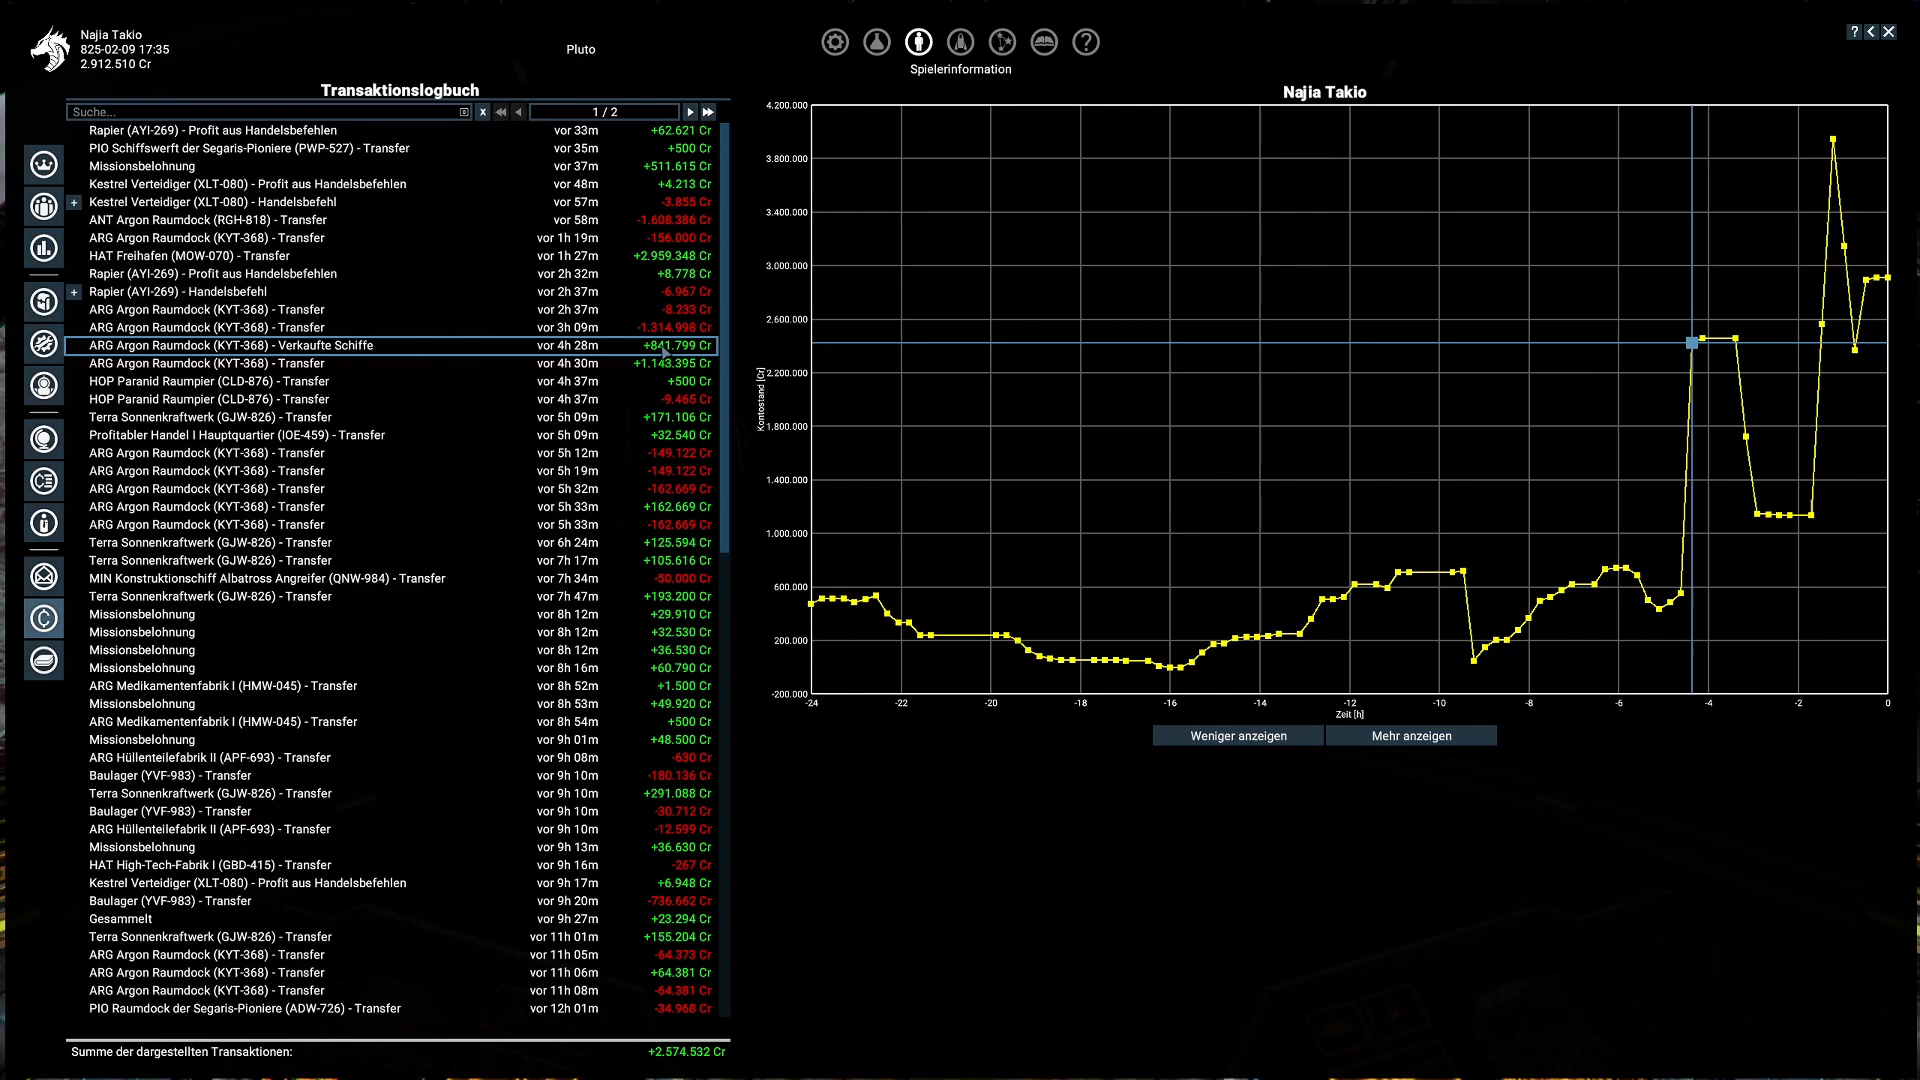 Najia Takio
825-02-09 17:35
2.912.510 Cr
Pluto
Spielerinformation
? < X
Transaktionslogbuch
Suche...
x
1 / 2
Rapier (AYI-269) - Profit aus Handelsbefehlen vor 33m +62.621 Cr
PIO Schiffswerft der Segaris-Pioniere (PWP-527) - Transfer vor 35m +500 Cr
Missionsbelohnung vor 37m +511.615 Cr
Kestrel Verteidiger (XLT-080) - Profit aus Handelsbefehlen vor 48m +4.213 Cr
+ Kestrel Verteidiger (XLT-080) - Handelsbefehl vor 57m -3.855 Cr
ANT Argon Raumdock (RGH-818) - Transfer vor 58m -1.608.386 Cr
ARG Argon Raumdock (KYT-368) - Transfer vor 1h 19m -156.000 Cr
HAT Freihafen (MOW-070) - Transfer vor 1h 27m +2.959.348 Cr
Rapier (AYI-269) - Profit aus Handelsbefehlen vor 2h 32m +8.778 Cr
+ Rapier (AYI-269) - Handelsbefehl vor 2h 37m -6.967 Cr
ARG Argon Raumdock (KYT-368) - Transfer vor 2h 37m -8.233 Cr
ARG Argon Raumdock (KYT-368) - Transfer vor 3h 09m -1.314.998 Cr
ARG Argon Raumdock (KYT-368) - Verkaufte Schiffe vor 4h 28m +841.799 Cr
ARG Argon Raumdock (KYT-368) - Transfer vor 4h 30m +1.143.395 Cr
HOP Paranid Raumpier (CLD-876) - Transfer vor 4h 37m +500 Cr
HOP Paranid Raumpier (CLD-876) - Transfer vor 4h 37m -9.465 Cr
Terra Sonnenkraftwerk (GJW-826) - Transfer vor 5h 09m +171.106 Cr
Profitabler Handel I Hauptquartier (IOE-459) - Transfer vor 5h 09m +32.540 Cr
ARG Argon Raumdock (KYT-368) - Transfer vor 5h 12m -149.122 Cr
ARG Argon Raumdock (KYT-368) - Transfer vor 5h 19m -149.122 Cr
ARG Argon Raumdock (KYT-368) - Transfer vor 5h 32m -162.669 Cr
ARG Argon Raumdock (KYT-368) - Transfer vor 5h 33m +162.669 Cr
ARG Argon Raumdock (KYT-368) - Transfer vor 5h 33m -162.669 Cr
Terra Sonnenkraftwerk (GJW-826) - Transfer vor 6h 24m +125.594 Cr
Terra Sonnenkraftwerk (GJW-826) - Transfer vor 7h 17m +105.616 Cr
MIN Konstruktionschiff Albatross Angreifer (QNW-984) - Transfer vor 7h 34m -50.000 Cr
Terra Sonnenkraftwerk (GJW-826) - Transfer vor 7h 47m +193.200 Cr
Missionsbelohnung vor 8h 12m +29.910 Cr
Missionsbelohnung vor 8h 12m +32.530 Cr
Missionsbelohnung vor 8h 12m +36.530 Cr
Missionsbelohnung vor 8h 16m +60.790 Cr
ARG Medikamentenfabrik I (HMW-045) - Transfer vor 8h 52m +1.500 Cr
Missionsbelohnung vor 8h 53m +49.920 Cr
ARG Medikamentenfabrik I (HMW-045) - Transfer vor 8h 54m +500 Cr
Missionsbelohnung vor 9h 01m +48.500 Cr
ARG Hüllenteilefabrik II (APF-693) - Transfer vor 9h 08m -630 Cr
Baulager (YVF-983) - Transfer vor 9h 10m -180.136 Cr
Terra Sonnenkraftwerk (GJW-826) - Transfer vor 9h 10m +291.088 Cr
Baulager (YVF-983) - Transfer vor 9h 10m -30.712 Cr
ARG Hüllenteilefabrik II (APF-693) - Transfer vor 9h 10m -12.599 Cr
Missionsbelohnung vor 9h 13m +36.630 Cr
HAT High-Tech-Fabrik I (GBD-415) - Transfer vor 9h 16m -267 Cr
Kestrel Verteidiger (XLT-080) - Profit aus Handelsbefehlen vor 9h 17m +6.948 Cr
Baulager (YVF-983) - Transfer vor 9h 20m -736.662 Cr
Gesammelt vor 9h 27m +23.294 Cr
Terra Sonnenkraftwerk (GJW-826) - Transfer vor 11h 01m +155.204 Cr
ARG Argon Raumdock (KYT-368) - Transfer vor 11h 05m -64.373 Cr
ARG Argon Raumdock (KYT-368) - Transfer vor 11h 06m +64.381 Cr
ARG Argon Raumdock (KYT-368) - Transfer vor 11h 08m -64.381 Cr
PIO Raumdock der Segaris-Pioniere (ADW-726) - Transfer vor 12h 01m -34.968 Cr
Summe der dargestellten Transaktionen: +2.574.532 Cr
Najia Takio
4.200.000
3.800.000
3.400.000
3.000.000
2.600.000
2.200.000
1.800.000
1.400.000
1.000.000
600.000
200.000
-200.000
Kontostand [Cr]
-24 -22 -20 -18 -16 -14 -12 -10 -8 -6 -4 -2 0
Zeit [h]
Weniger anzeigen
Mehr anzeigen